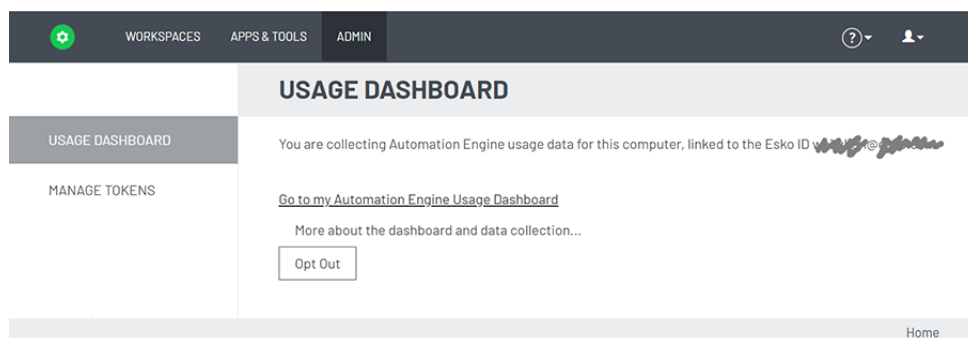 WORKSPACES APPS & TOOLS ADMIN ?
USAGE DASHBOARD
USAGE DASHBOARD
You are collecting Automation Engine usage data for this computer, linked to the Esko ID
MANAGE TOKENS
Go to my Automation Engine Usage Dashboard
More about the dashboard and data collection...
Opt Out
Home